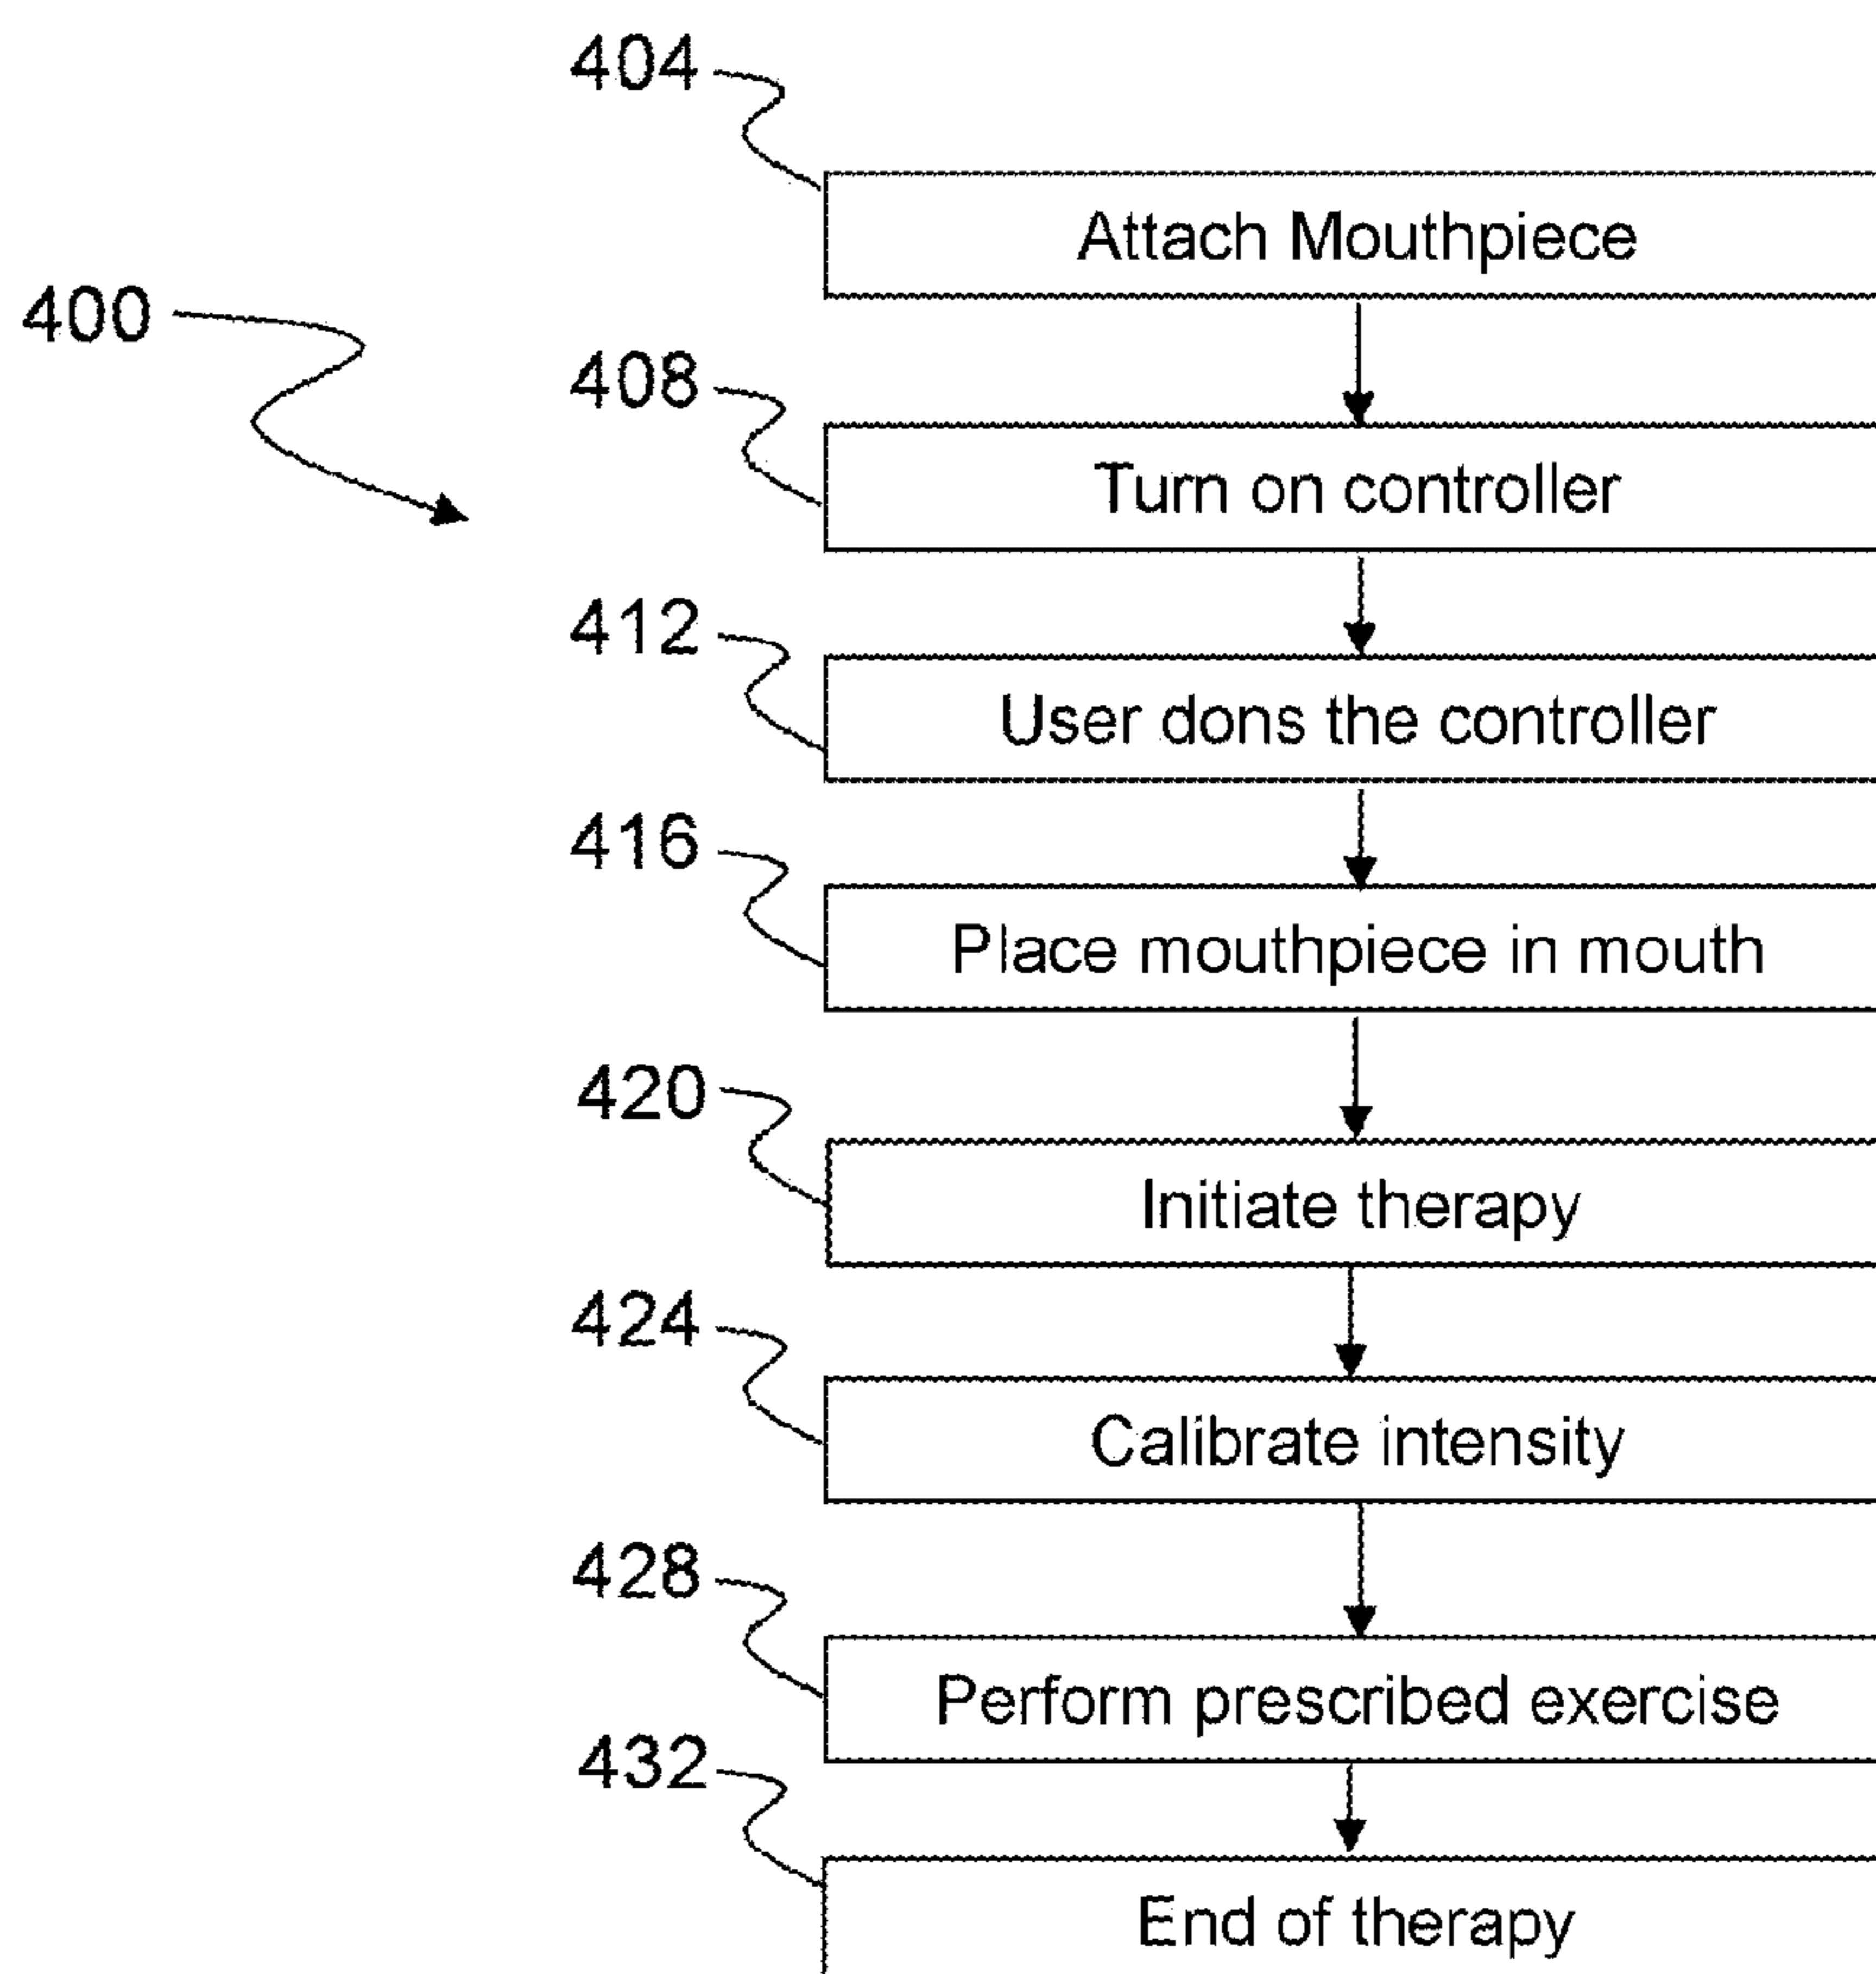 404
Attach Mouthpiece
400
408
Turn on controller
412
User dons the controller
416
Place mouthpiece in mouth
420
Initiate therapy
424
Calibrate intensity
428
Perform prescribed exercise
432
End of therapy